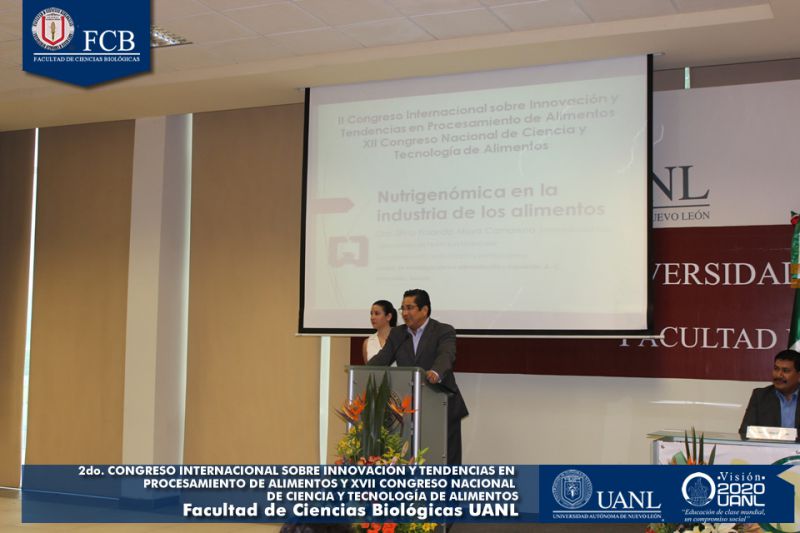 FCB
FACULTAD DE CIENCIAS BIOLÓGICAS
II Congreso Internacional sobre Innovación y
Tendencias en Procesamiento de Alimentos
XII Congreso Nacional de Ciencia y
Tecnología de Alimentos
Nutrigenómica en la
industria de los alimentos
NL
NUEVO LEÓN
VERSIDAD
FACULTAD
2do. CONGRESO INTERNACIONAL SOBRE INNOVACIÓN Y TENDENCIAS EN
PROCESAMIENTO DE ALIMENTOS Y XVII CONGRESO NACIONAL
DE CIENCIA Y TECNOLOGÍA DE ALIMENTOS
Facultad de Ciencias Biológicas UANL
UANL
UNIVERSIDAD AUTÓNOMA DE NUEVO LEÓN
Visión
2020
UANL
"Educación de clase mundial,
un compromiso social"